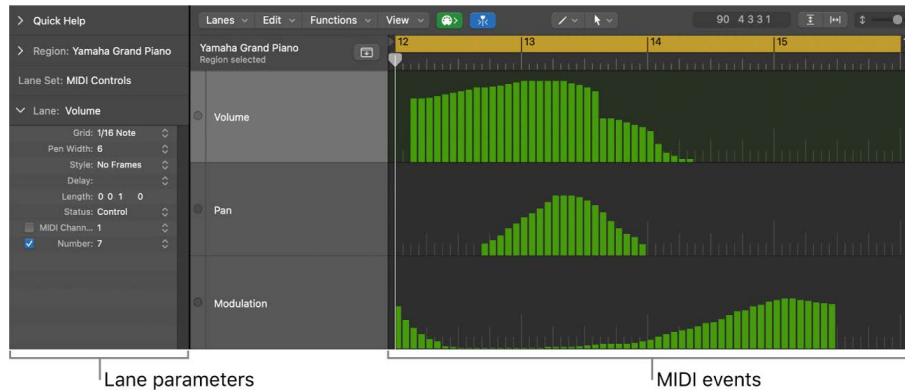 Quick Help
Lanes Edit Functions View 90 4 3 3 1
Region: Yamaha Grand Piano
Yamaha Grand Piano
Region selected
12 13 14 15
Lane Set: MIDI Controls
Lane: Volume
Grid: 1/16 Note
Pen Width: 6
Style: No Frames
Delay:
Length: 0 0 1 0
Status: Control
MIDI Chann... 1
Number: 7
Volume
Pan
Modulation
Lane parameters
MIDI events